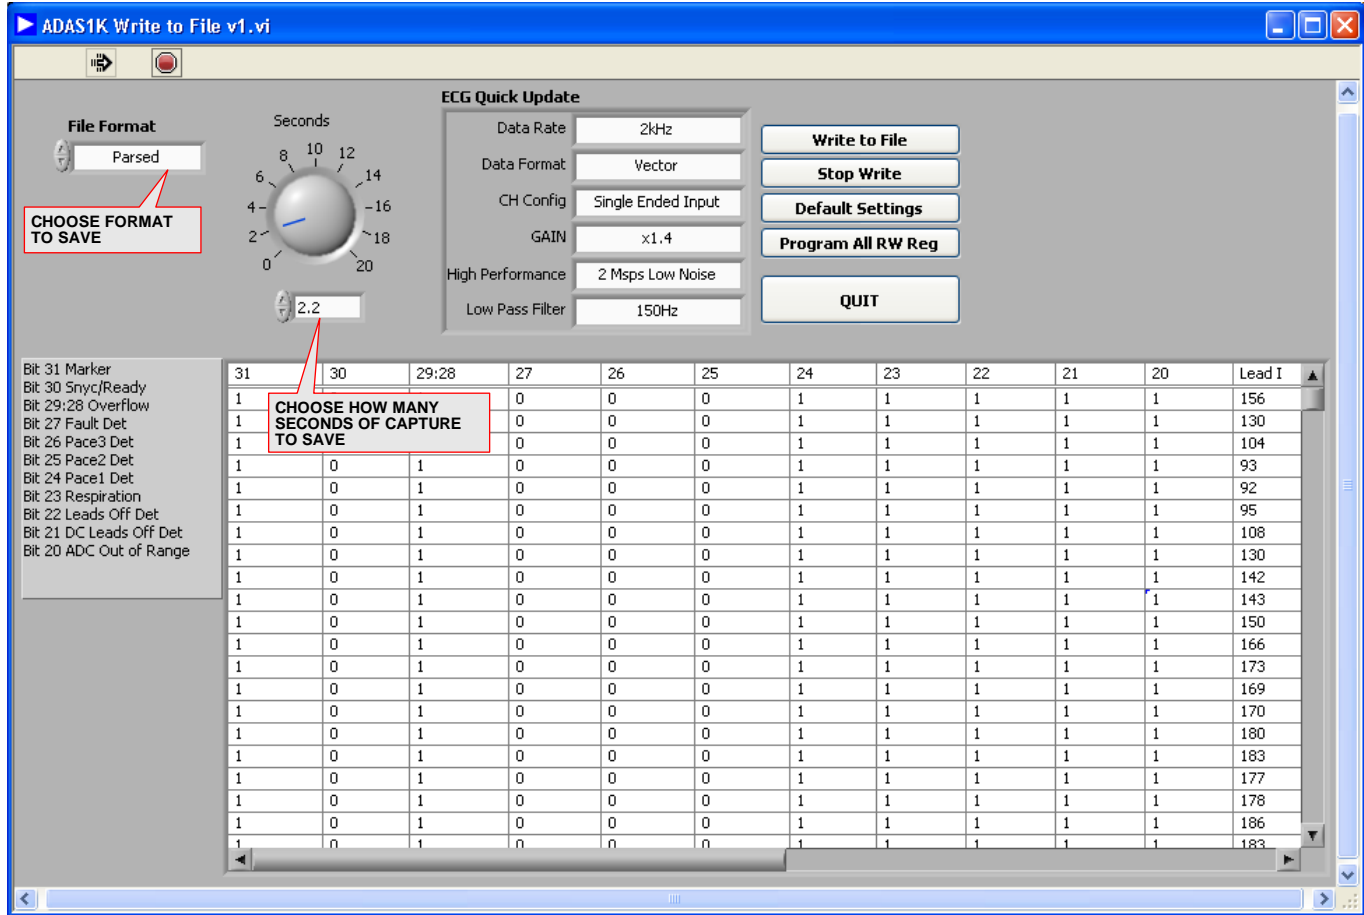 ADAS1K Write to File v1.vi
File Format
Parsed
CHOOSE FORMAT
TO SAVE
Seconds
0 2 4 6 8 10 12 14 16 18 20
2.2
CHOOSE HOW MANY
SECONDS OF CAPTURE
TO SAVE
ECG Quick Update
Data Rate 2kHz
Data Format Vector
CH Config Single Ended Input
GAIN x1.4
High Performance 2 Msps Low Noise
Low Pass Filter 150Hz
Write to File
Stop Write
Default Settings
Program All RW Reg
QUIT
Bit 31 Marker
Bit 30 Snyc/Ready
Bit 29:28 Overflow
Bit 27 Fault Det
Bit 26 Pace3 Det
Bit 25 Pace2 Det
Bit 24 Pace1 Det
Bit 23 Respiration
Bit 22 Leads Off Det
Bit 21 DC Leads Off Det
Bit 20 ADC Out of Range
31 30 29:28 27 26 25 24 23 22 21 20 Lead I
1 0 0 0 1 1 1 1 1 156
1 0 0 0 1 1 1 1 1 130
1 0 0 0 1 1 1 1 1 104
1 0 1 0 0 0 1 1 1 1 1 93
1 0 1 0 0 0 1 1 1 1 1 92
1 0 1 0 0 0 1 1 1 1 1 95
1 0 1 0 0 0 1 1 1 1 1 108
1 0 1 0 0 0 1 1 1 1 1 130
1 0 1 0 0 0 1 1 1 1 1 142
1 0 1 0 0 0 1 1 1 1 1 143
1 0 1 0 0 0 1 1 1 1 1 150
1 0 1 0 0 0 1 1 1 1 1 166
1 0 1 0 0 0 1 1 1 1 1 173
1 0 1 0 0 0 1 1 1 1 1 169
1 0 1 0 0 0 1 1 1 1 1 170
1 0 1 0 0 0 1 1 1 1 1 180
1 0 1 0 0 0 1 1 1 1 1 183
1 0 1 0 0 0 1 1 1 1 1 177
1 0 1 0 0 0 1 1 1 1 1 178
1 0 1 0 0 0 1 1 1 1 1 186
1 0 1 0 0 0 1 1 1 1 1 183